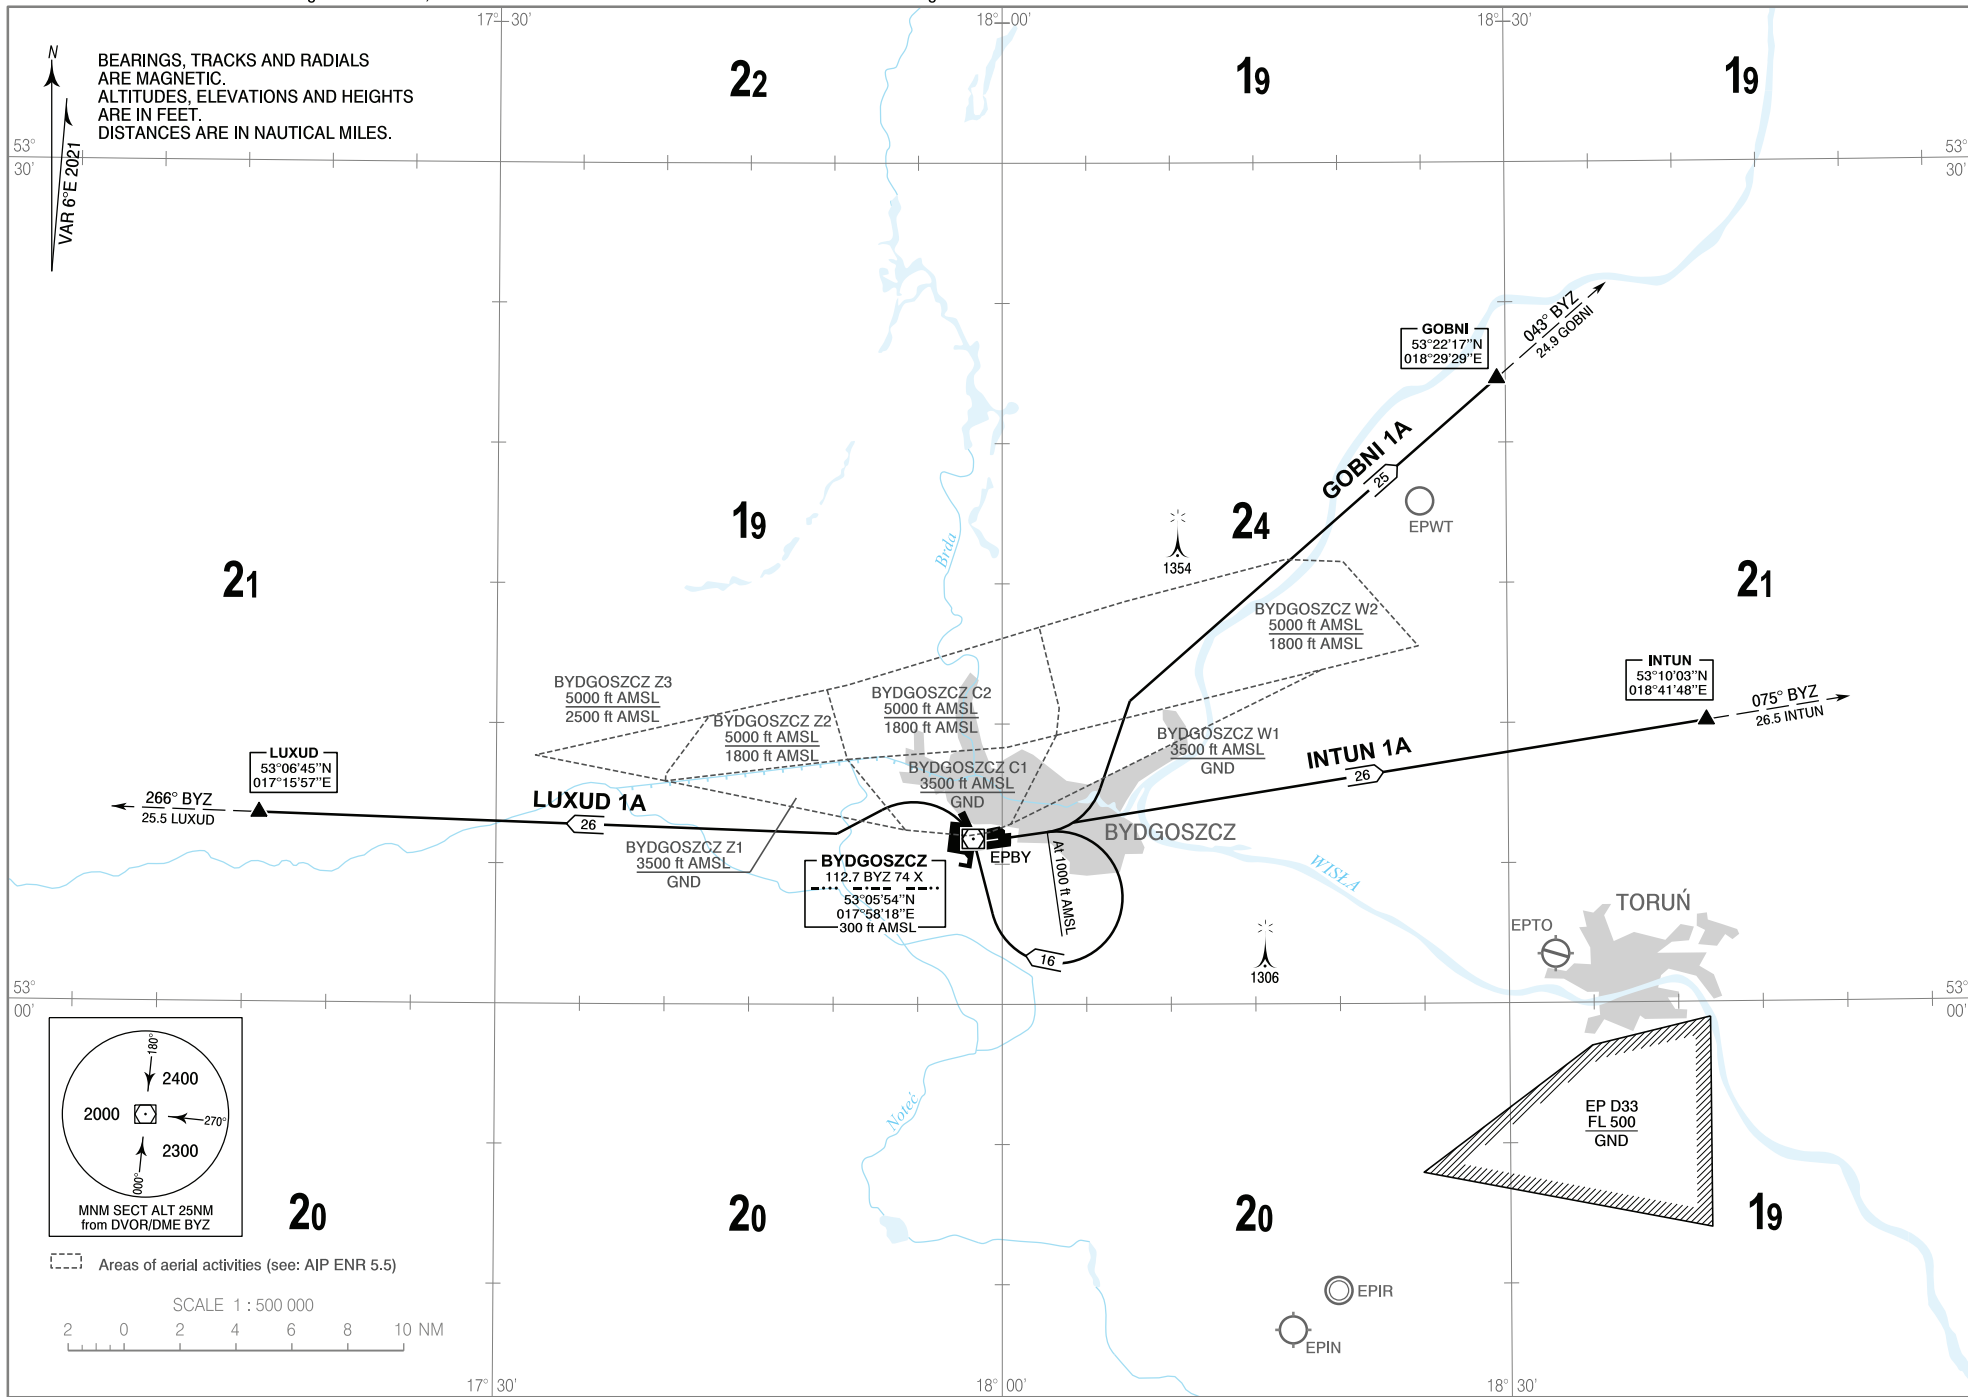 17° 30'
18° 00'
18° 30'
N
VAR 6°E 2021
BEARINGS, TRACKS AND RADIALS
ARE MAGNETIC.
ALTITUDES, ELEVATIONS AND HEIGHTS
ARE IN FEET.
DISTANCES ARE IN NAUTICAL MILES.
22
19
19
53°
30'
53°
30'
043° BYZ
24.9 GOBNI
GOBNI
53°22'17"N
018°29'29"E
GOBNI 1A
25
EPWT
19
24
1354
Brda
21
21
BYDGOSZCZ W2
5000 ft AMSL
1800 ft AMSL
INTUN
53°10'03"N
018°41'48"E
075° BYZ
26.5 INTUN
BYDGOSZCZ Z3
5000 ft AMSL
2500 ft AMSL
BYDGOSZCZ C2
5000 ft AMSL
1800 ft AMSL
BYDGOSZCZ Z2
5000 ft AMSL
1800 ft AMSL
BYDGOSZCZ W1
3500 ft AMSL
GND
INTUN 1A
26
LUXUD
53°06'45"N
017°15'57"E
BYDGOSZCZ C1
3500 ft AMSL
GND
266° BYZ
25.5 LUXUD
LUXUD 1A
26
BYDGOSZCZ
EPBY
BYDGOSZCZ Z1
3500 ft AMSL
GND
BYDGOSZCZ
112.7 BYZ 74 X
53°05'54"N
017°58'18"E
300 ft AMSL
At 1000 ft AMSL
16
WISŁA
TORUŃ
EPTO
1306
53°
00'
53°
00'
180°
2400
2000
270°
2300
000°
MNM SECT ALT 25NM
from DVOR/DME BYZ
Noteć
EP D33
FL 500
GND
20
20
20
19
Areas of aerial activities (see: AIP ENR 5.5)
SCALE 1 : 500 000
2 0 2 4 6 8 10 NM
EPIR
EPIN
17° 30'
18° 00'
18° 30'